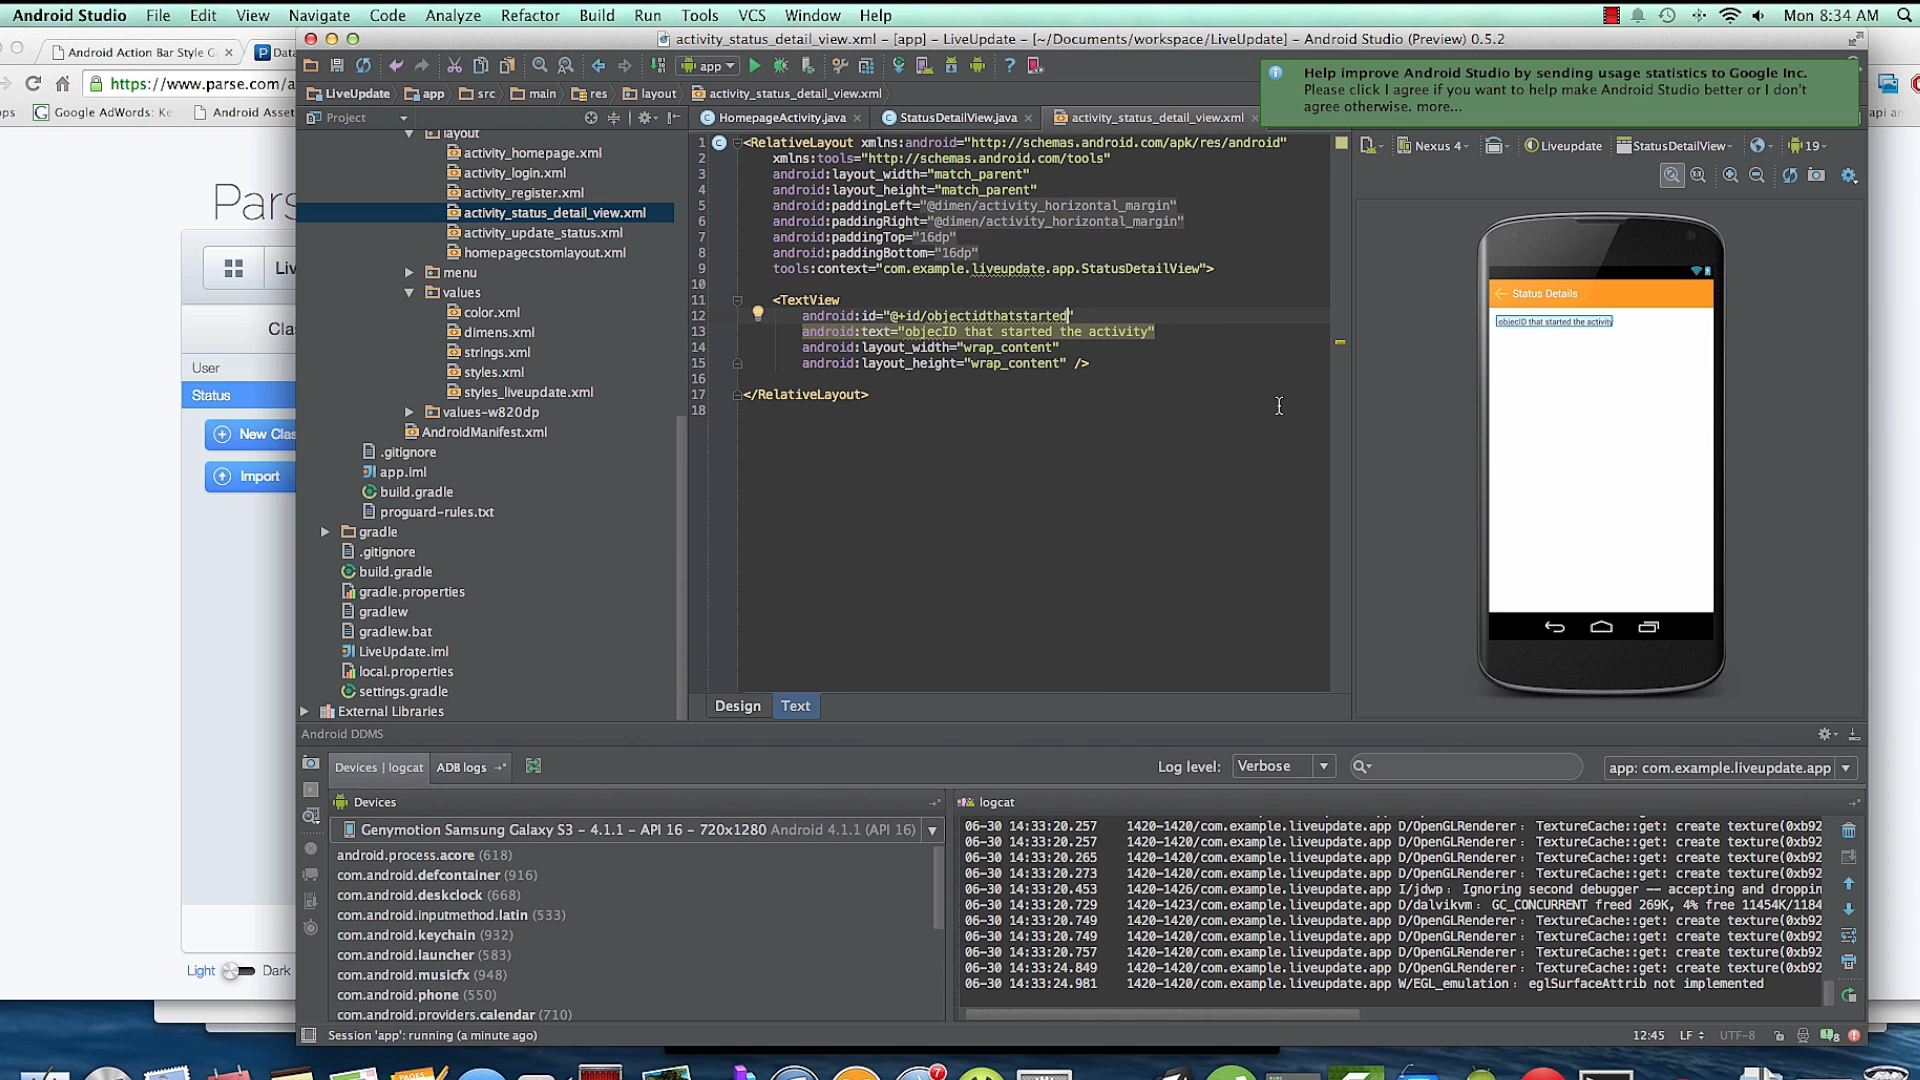 Android Studio File Edit View Navigate Code Analyze Refactor Build Run Tools VCS Window Help Mon 8:34 AM
activity_status_detail_view.xml – [app] – LiveUpdate – [~/Documents/workspace/LiveUpdate] – Android Studio (Preview) 0.5.2
Android Action Bar Style G
https://www.parse.com/a
Google AdWords: Ke
Android Asset
app
Help improve Android Studio by sending usage statistics to Google Inc.
Please click I agree if you want to help make Android Studio better or I don't
agree otherwise. more...
LiveUpdate app src main res layout activity_status_detail_view.xml
Project
HomepageActivity.java StatusDetailView.java activity_status_detail_view.xml
Nexus 4 Liveupdate StatusDetailView 19
layout
activity_homepage.xml
activity_login.xml
activity_register.xml
activity_status_detail_view.xml
activity_update_status.xml
homepagecstomlayout.xml
menu
values
color.xml
dimens.xml
strings.xml
styles.xml
styles_liveupdate.xml
values-w820dp
AndroidManifest.xml
.gitignore
app.iml
build.gradle
proguard-rules.txt
gradle
.gitignore
build.gradle
gradle.properties
gradlew
gradlew.bat
LiveUpdate.iml
local.properties
settings.gradle
External Libraries
1 <RelativeLayout xmlns:android="http://schemas.android.com/apk/res/android"
2 xmlns:tools="http://schemas.android.com/tools"
3 android:layout_width="match_parent"
4 android:layout_height="match_parent"
5 android:paddingLeft="@dimen/activity_horizontal_margin"
6 android:paddingRight="@dimen/activity_horizontal_margin"
7 android:paddingTop="16dp"
8 android:paddingBottom="16dp"
9 tools:context="com.example.liveupdate.app.StatusDetailView">
10
11 <TextView
12 android:id="@+id/objectidthatstarted"
13 android:text="objecID that started the activity"
14 android:layout_width="wrap_content"
15 android:layout_height="wrap_content" />
16
17 </RelativeLayout>
18
Status Details
objecID that started the activity
Design Text
Pars
Liv
Clas
User
Status
New Clas
Import
Light Dark
Android DDMS
Devices | logcat ADB logs
Log level: Verbose
app: com.example.liveupdate.app
Devices
Genymotion Samsung Galaxy S3 – 4.1.1 – API 16 – 720x1280 Android 4.1.1 (API 16)
android.process.acore (618)
com.android.defcontainer (916)
com.android.deskclock (668)
com.android.inputmethod.latin (533)
com.android.keychain (932)
com.android.launcher (583)
com.android.musicfx (948)
com.android.phone (550)
com.android.providers.calendar (710)
logcat
06-30 14:33:20.257 1420-1420/com.example.liveupdate.app D/OpenGLRenderer: TextureCache::get: create texture(0xb92
06-30 14:33:20.257 1420-1420/com.example.liveupdate.app D/OpenGLRenderer: TextureCache::get: create texture(0xb92
06-30 14:33:20.265 1420-1420/com.example.liveupdate.app D/OpenGLRenderer: TextureCache::get: create texture(0xb92
06-30 14:33:20.273 1420-1420/com.example.liveupdate.app D/OpenGLRenderer: TextureCache::get: create texture(0xb92
06-30 14:33:20.453 1420-1426/com.example.liveupdate.app I/jdwp: Ignoring second debugger -- accepting and droppin
06-30 14:33:20.729 1420-1423/com.example.liveupdate.app D/dalvikvm: GC_CONCURRENT freed 269K, 4% free 11454K/1184
06-30 14:33:20.749 1420-1420/com.example.liveupdate.app D/OpenGLRenderer: TextureCache::get: create texture(0xb92
06-30 14:33:20.749 1420-1420/com.example.liveupdate.app D/OpenGLRenderer: TextureCache::get: create texture(0xb92
06-30 14:33:20.757 1420-1420/com.example.liveupdate.app D/OpenGLRenderer: TextureCache::get: create texture(0xb92
06-30 14:33:24.849 1420-1420/com.example.liveupdate.app D/OpenGLRenderer: TextureCache::get: create texture(0xb92
06-30 14:33:24.981 1420-1420/com.example.liveupdate.app W/EGL_emulation: eglSurfaceAttrib not implemented
Session 'app': running (a minute ago)
12:45 LF UTF-8 8
7